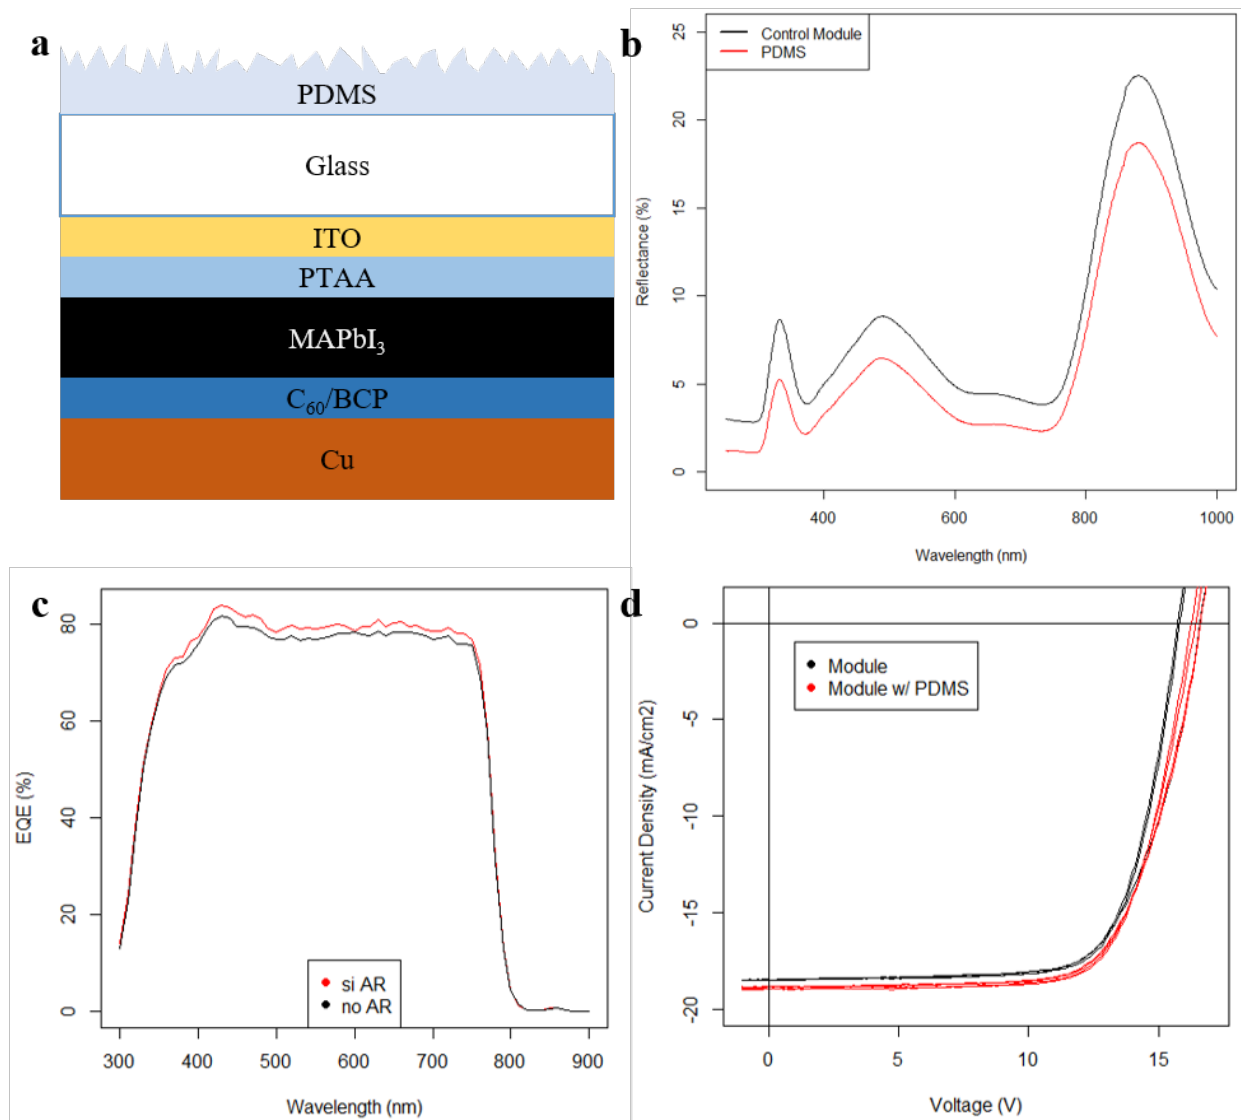 a
PDMS
Glass
ITO
PTAA
MAPbI₃
C₆₀/BCP
Cu
b
Control Module
PDMS
Reflectance (%)
25
20
15
10
5
0
400 600 800 1000
Wavelength (nm)
c
EQE (%)
80
60
40
20
0
si AR
no AR
300 400 500 600 700 800 900
Wavelength (nm)
d
Module
Module w/ PDMS
Current Density (mA/cm2)
0
-5
-10
-15
-20
0 5 10 15
Voltage (V)